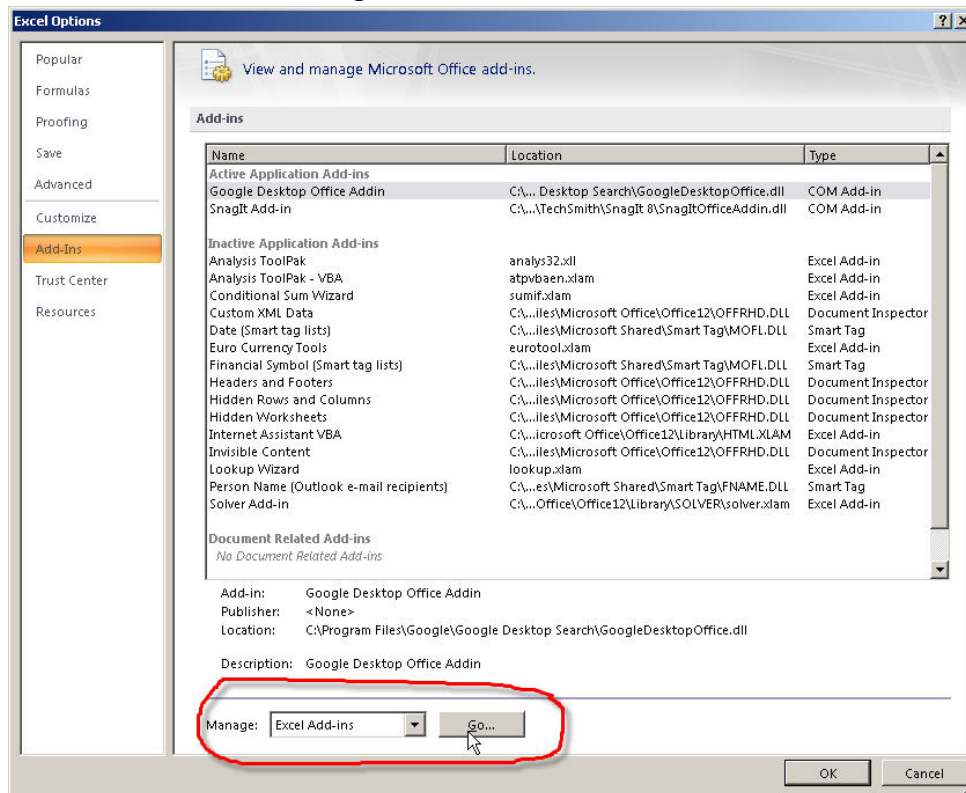 Excel Options
Popular
Formulas
Proofing
Save
Advanced
Customize
Add-Ins
Trust Center
Resources
View and manage Microsoft Office add-ins.
Add-ins
Name Location Type
Active Application Add-ins
Google Desktop Office Addin C:\... Desktop Search\GoogleDesktopOffice.dll COM Add-in
SnagIt Add-in C:\...\TechSmith\SnagIt 8\SnagItOfficeAddin.dll COM Add-in
Inactive Application Add-ins
Analysis ToolPak analys32.xll Excel Add-in
Analysis ToolPak - VBA atpvbaen.xlam Excel Add-in
Conditional Sum Wizard sumif.xlam Excel Add-in
Custom XML Data C:\...iles\Microsoft Office\Office12\OFFRHD.DLL Document Inspector
Date (Smart tag lists) C:\...iles\Microsoft Shared\Smart Tag\MOFL.DLL Smart Tag
Euro Currency Tools eurotool.xlam Excel Add-in
Financial Symbol (Smart tag lists) C:\...iles\Microsoft Shared\Smart Tag\MOFL.DLL Smart Tag
Headers and Footers C:\...iles\Microsoft Office\Office12\OFFRHD.DLL Document Inspector
Hidden Rows and Columns C:\...iles\Microsoft Office\Office12\OFFRHD.DLL Document Inspector
Hidden Worksheets C:\...iles\Microsoft Office\Office12\OFFRHD.DLL Document Inspector
Internet Assistant VBA C:\...icrosoft Office\Office12\Library\HTML.XLAM Excel Add-in
Invisible Content C:\...iles\Microsoft Office\Office12\OFFRHD.DLL Document Inspector
Lookup Wizard lookup.xlam Excel Add-in
Person Name (Outlook e-mail recipients) C:\...es\Microsoft Shared\Smart Tag\FNAME.DLL Smart Tag
Solver Add-in C:\...Office\Office12\Library\SOLVER\solver.xlam Excel Add-in
Document Related Add-ins
No Document Related Add-ins
Add-in: Google Desktop Office Addin
Publisher: <None>
Location: C:\Program Files\Google\Google Desktop Search\GoogleDesktopOffice.dll
Description: Google Desktop Office Addin
Manage: Excel Add-ins Go...
OK Cancel